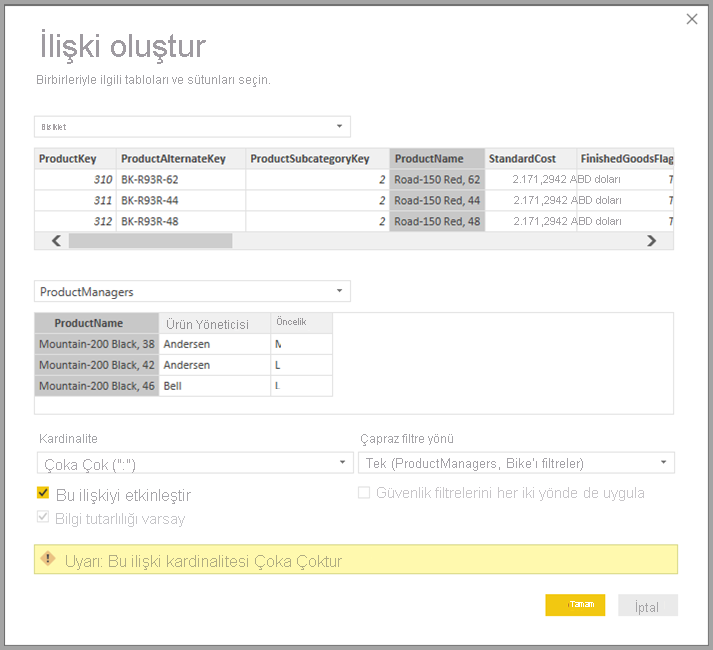 İlişki oluştur
Birbirleriyle ilgili tabloları ve sütunları seçin.
Bisiklet
ProductKey ProductAlternateKey ProductSubcategoryKey ProductName StandardCost FinishedGoodsFlag
310 BK-R93R-62 2 Road-150 Red, 62 2.171,2942 ABD doları
311 BK-R93R-44 2 Road-150 Red, 44 2.171,2942 ABD doları
312 BK-R93R-48 2 Road-150 Red, 48 2.171,2942 ABD doları
ProductManagers
ProductName Ürün Yöneticisi Öncelik
Mountain-200 Black, 38 Andersen M
Mountain-200 Black, 42 Andersen L
Mountain-200 Black, 46 Bell L
Kardinalite Çapraz filtre yönü
Çoka Çok (":") Tek (ProductManagers, Bike'ı filtreler)
Bu ilişkiyi etkinleştir Güvenlik filtrelerini her iki yönde de uygula
Bilgi tutarlılığı varsay
Uyarı: Bu ilişki kardinalitesi Çoka Çoktur
Tamam İptal